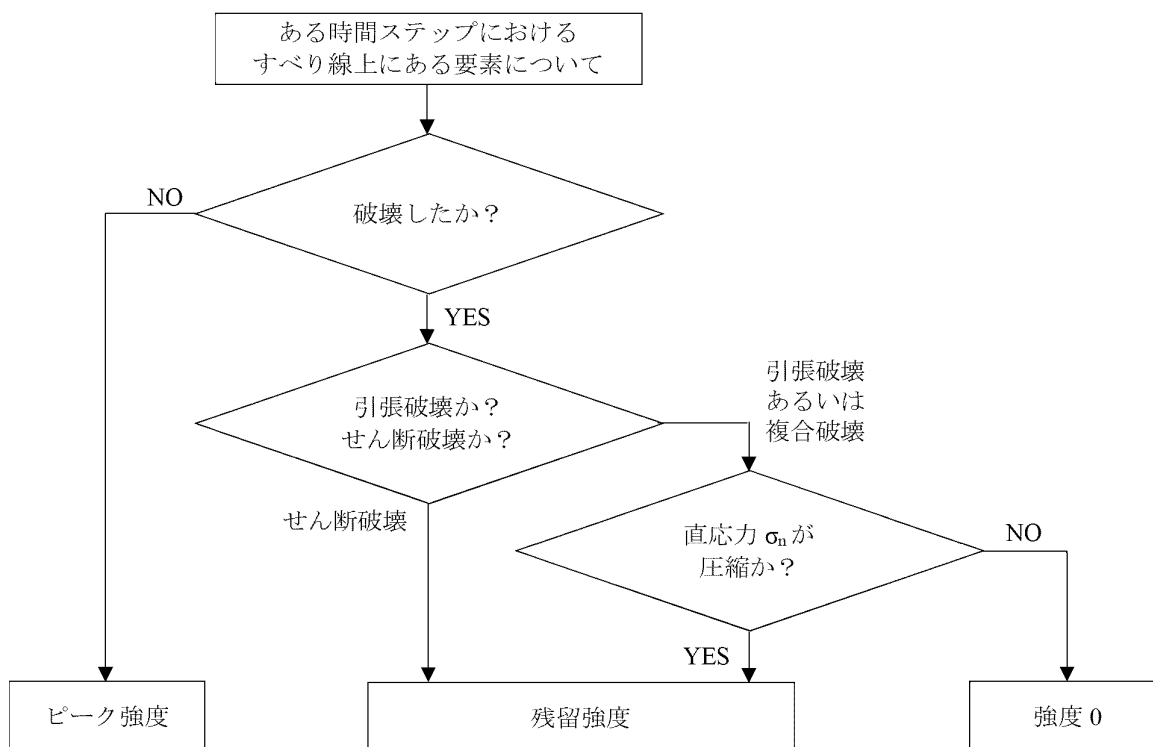 ある時間ステップにおける
すべり線上にある要素について
NO
破壊したか？
YES
引張破壊か？
せん断破壊か？
引張破壊
あるいは
複合破壊
せん断破壊
直応力 σₙが
圧縮か？
NO
YES
ピーク強度
残留強度
強度 0